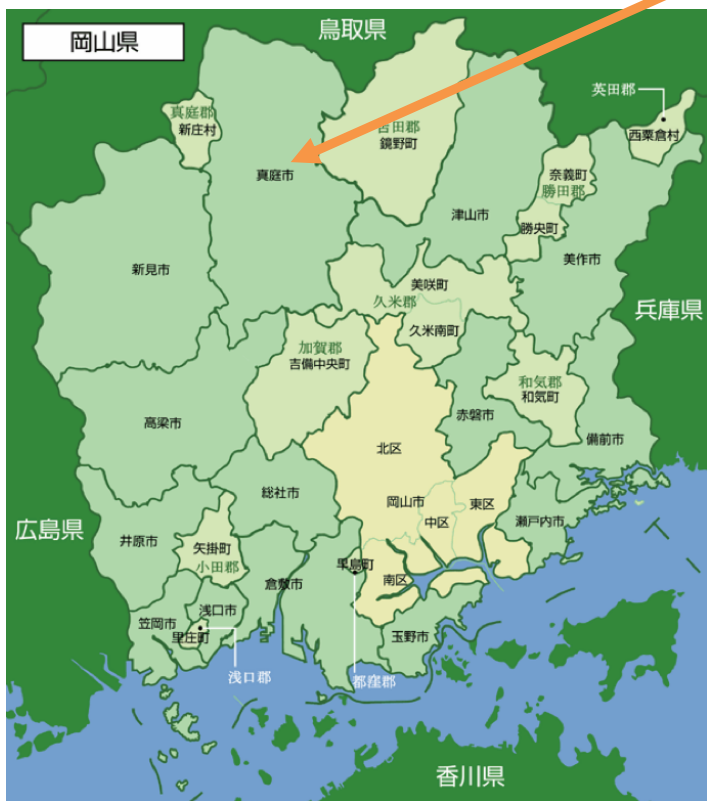 岡山県
鳥取県
英田郡
真庭郡
新庄村
西粟倉村
鏡野町
奈義町
勝田郡
真庭市
津山市
勝央町
美作市
新見市
美咲町
久米郡
兵庫県
久米南町
加賀郡
吉備中央町
和気郡
和気町
高梁市
赤磐市
備前市
北区
総社市
岡山市
東区
広島県
井原市
中区
瀬戸内市
矢掛町
小田郡
早島町
倉敷市
南区
浅口市
笠岡市
里庄町
玉野市
浅口郡
都窪郡
香川県